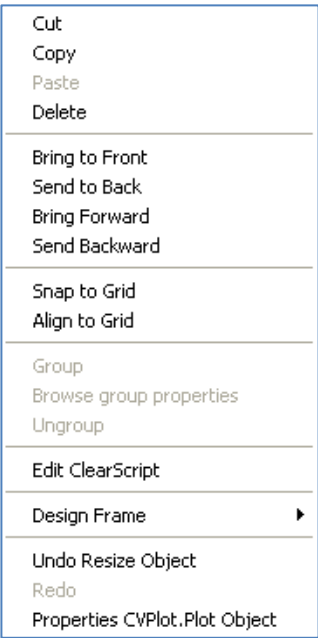 Cut
Copy
Paste
Delete
Bring to Front
Send to Back
Bring Forward
Send Backward
Snap to Grid
Align to Grid
Group
Browse group properties
Ungroup
Edit ClearScript
Design Frame
Undo Resize Object
Redo
Properties CVPlot.Plot Object